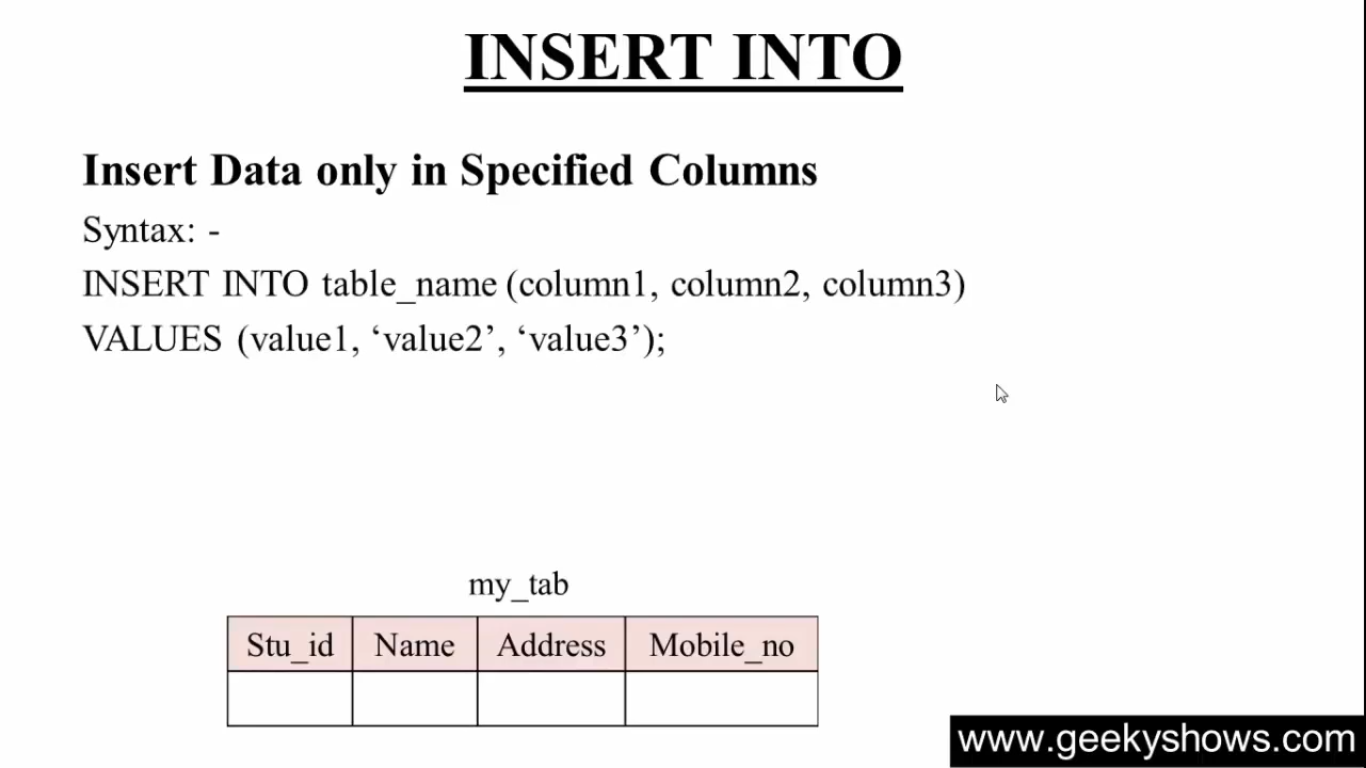 INSERT INTO
Insert Data only in Specified Columns
Syntax: -
INSERT INTO table_name (column1, column2, column3)
VALUES (value1, ‘value2’, ‘value3’);
my_tab
Stu_id Name Address Mobile_no
www.geekyshows.com